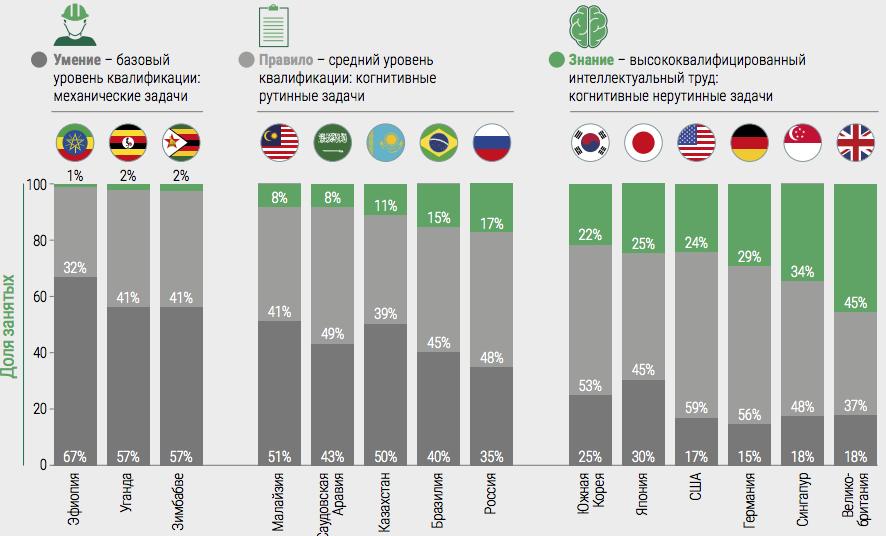 Умение – базовый
уровень квалификации:
механические задачи
Правило – средний уровень
квалификации: когнитивные
рутинные задачи
Знание – высококвалифицированный
интеллектуальный труд:
когнитивные нерутинные задачи
Доля занятых
100
80
60
40
20
0
1%
32%
67%
Эфиопия
2%
41%
57%
Уганда
2%
41%
57%
Зимбабве
8%
41%
51%
Малайзия
8%
49%
43%
Саудовская
Аравия
11%
39%
50%
Казахстан
15%
45%
40%
Бразилия
17%
48%
35%
Россия
22%
53%
25%
Южная
Корея
25%
45%
30%
Япония
24%
59%
17%
США
29%
56%
15%
Германия
34%
48%
18%
Сингапур
45%
37%
18%
Велико-
британия